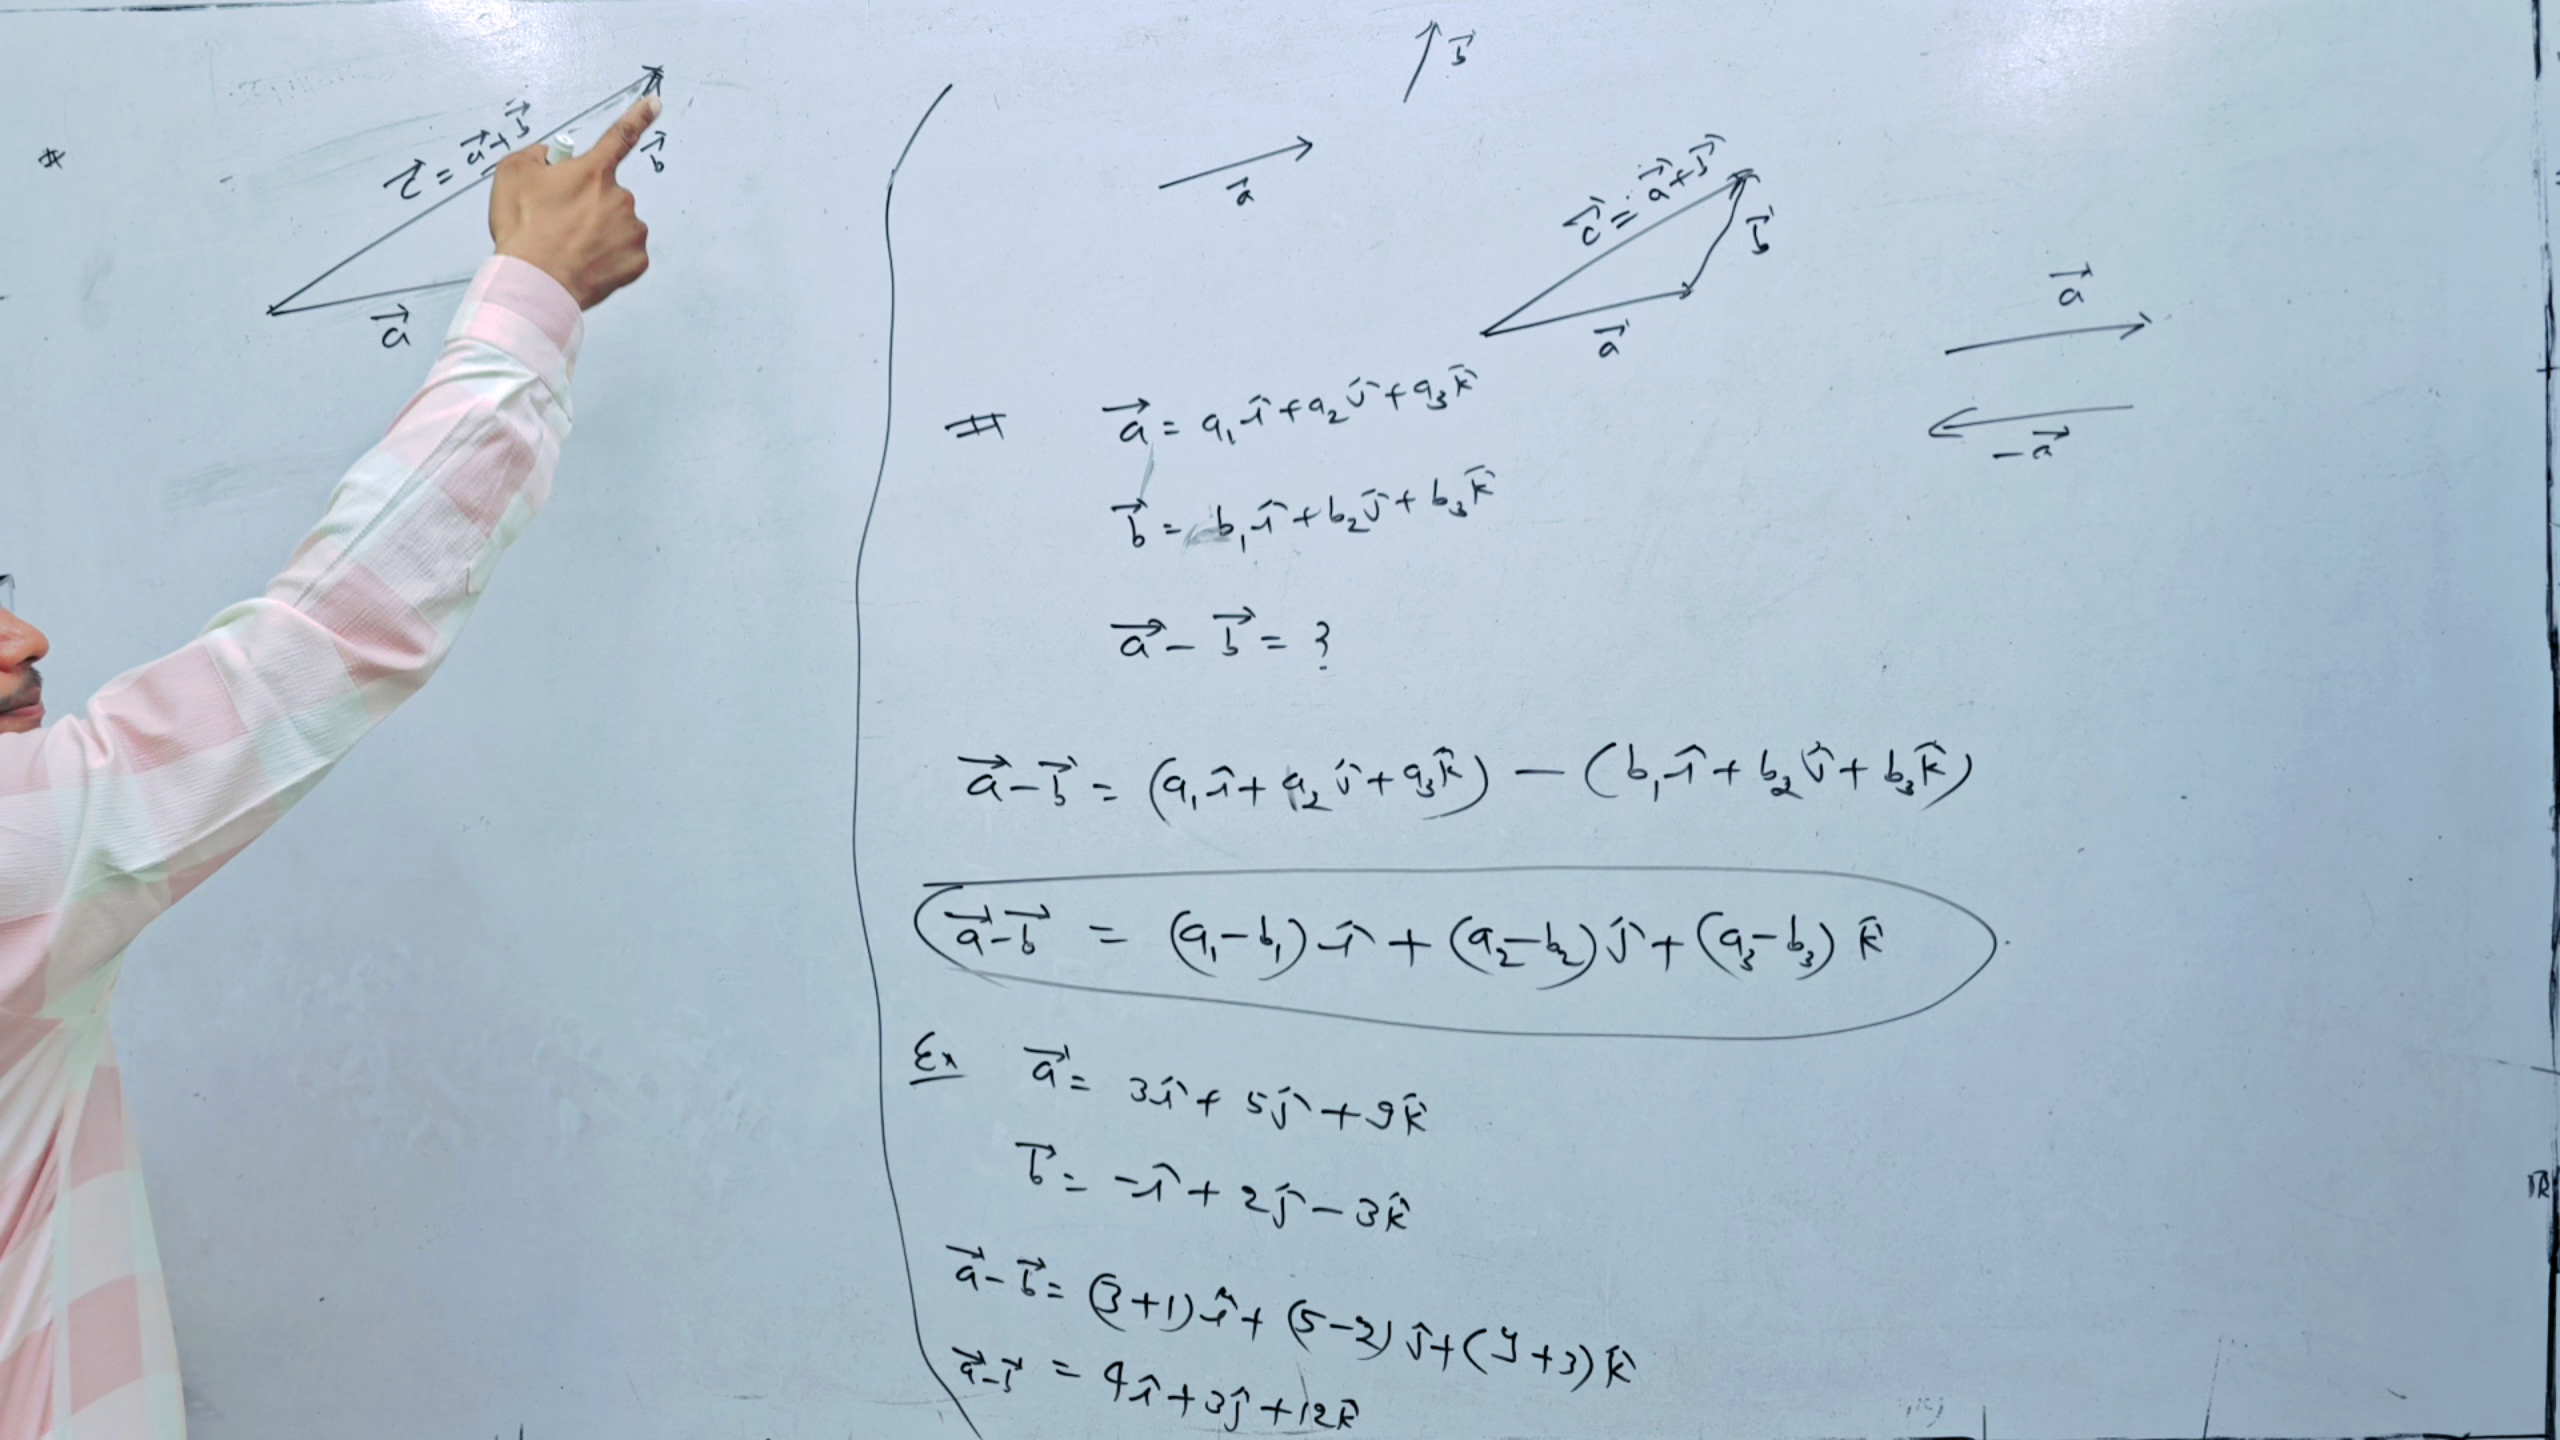 #
c⃗ = a⃗ + b⃗
b⃗
a⃗
b⃗
a⃗
c⃗ = a⃗ + b⃗
b⃗
a⃗
a⃗
-a⃗
# a⃗ = a₁î + a₂ĵ + a₃k̂
b⃗ = b₁î + b₂ĵ + b₃k̂
a⃗ - b⃗ = ?
a⃗ - b⃗ = (a₁î + a₂ĵ + a₃k̂) - (b₁î + b₂ĵ + b₃k̂)
a⃗ - b⃗ = (a₁ - b₁)î + (a₂ - b₂)ĵ + (a₃ - b₃)k̂
Ex a⃗ = 3î + 5ĵ + 9k̂
b⃗ = -î + 2ĵ - 3k̂
a⃗ - b⃗ = (3+1)î + (5-2)ĵ + (9+3)k̂
a⃗ - b⃗ = 4î + 3ĵ + 12k̂